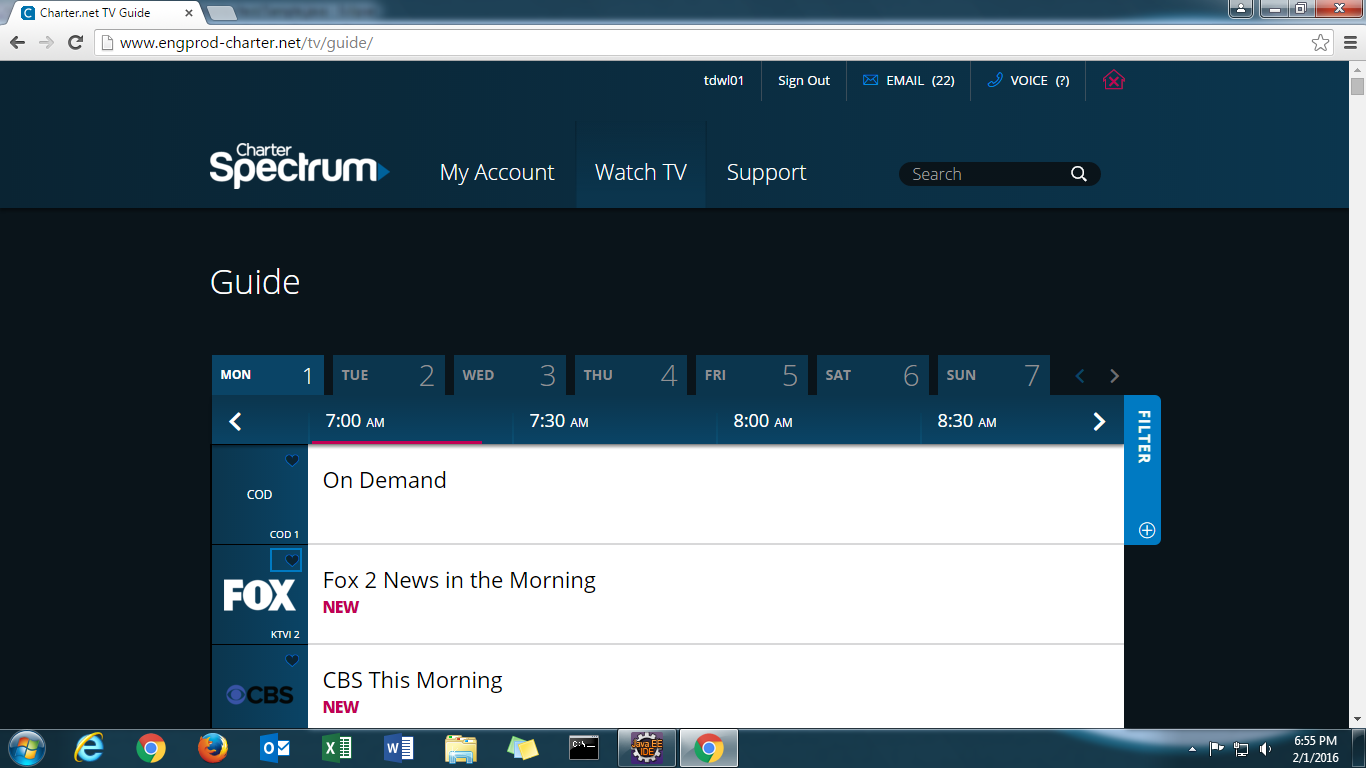 Charter.net TV Guide
www.engprod-charter.net/tv/guide/
tdwl01 Sign Out EMAIL (22) VOICE (?)
Charter
Spectrum
My Account Watch TV Support Search
Guide
MON 1 TUE 2 WED 3 THU 4 FRI 5 SAT 6 SUN 7
7:00 AM 7:30 AM 8:00 AM 8:30 AM
FILTER
On Demand
COD
COD 1
Fox 2 News in the Morning
FOX
NEW
KTVI 2
CBS This Morning
CBS
NEW
Java EE
IDE
6:55 PM
2/1/2016